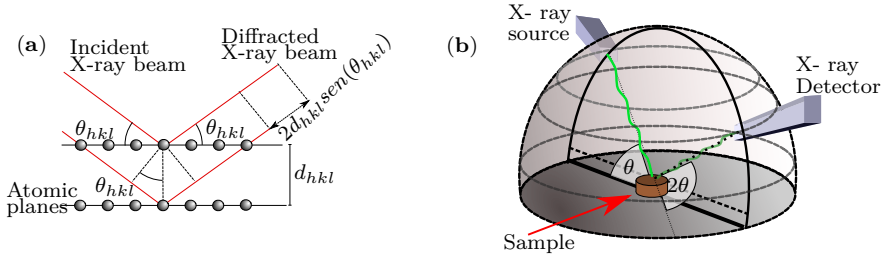 (a)
Incident
X-ray beam
Diffracted
X-ray beam
2d_{hkl}sen(θ_{hkl})
θ_{hkl}
θ_{hkl}
θ_{hkl}
d_{hkl}
Atomic
planes
(b)
X- ray
source
X- ray
Detector
θ
2θ
Sample